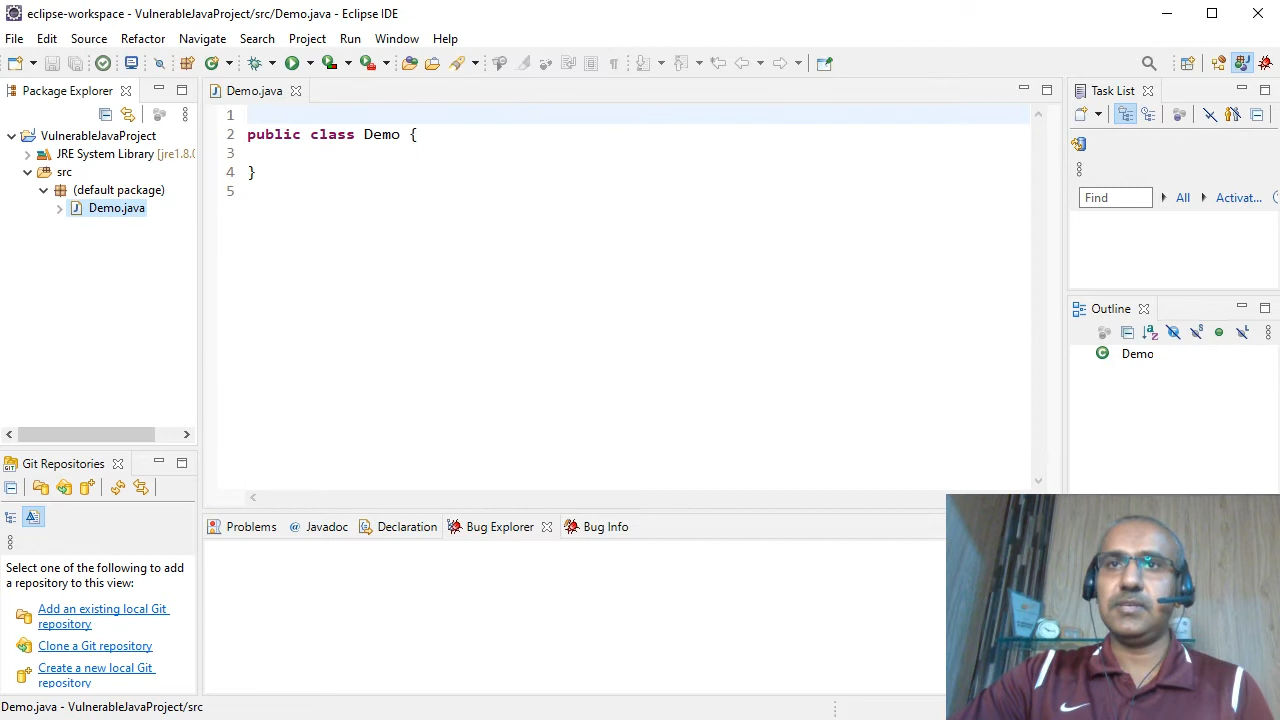 eclipse-workspace - VulnerableJavaProject/src/Demo.java - Eclipse IDE
File Edit Source Refactor Navigate Search Project Run Window Help
Package Explorer
VulnerableJavaProject
JRE System Library [jre1.8.0
src
(default package)
Demo.java
Demo.java
1
2 public class Demo {
3
4 }
5
Task List
Find All Activat...
Outline
Demo
Git Repositories
Select one of the following to add
a repository to this view:
Add an existing local Git
repository
Clone a Git repository
Create a new local Git
repository
Problems Javadoc Declaration Bug Explorer Bug Info
Demo.java - VulnerableJavaProject/src